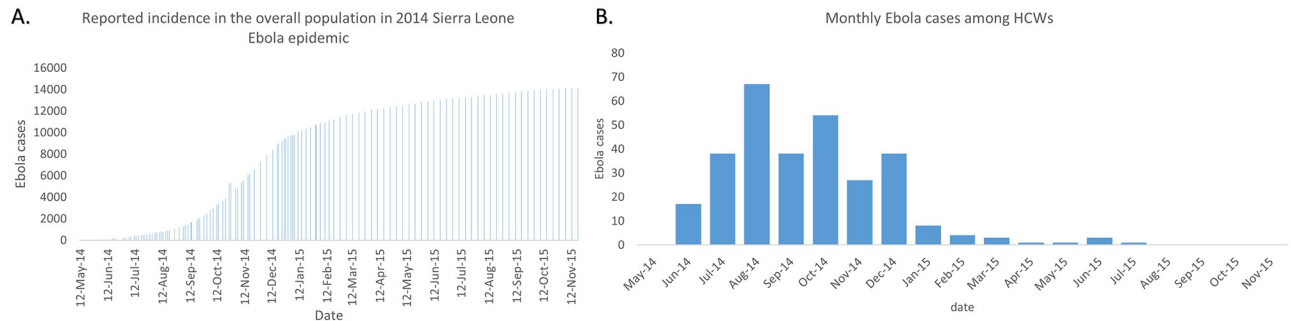 A.
Reported incidence in the overall population in 2014 Sierra Leone
Ebola epidemic
16000
14000
12000
10000
8000
6000
4000
2000
0
Ebola cases
12-May-14
12-Jun-14
12-Jul-14
12-Aug-14
12-Sep-14
12-Oct-14
12-Nov-14
12-Dec-14
12-Jan-15
12-Feb-15
12-Mar-15
12-Apr-15
12-May-15
12-Jun-15
12-Jul-15
12-Aug-15
12-Sep-15
12-Oct-15
12-Nov-15
Date
B.
Monthly Ebola cases among HCWs
80
70
60
50
40
30
20
10
0
Ebola cases
May-14
Jun-14
Jul-14
Aug-14
Sep-14
Oct-14
Nov-14
Dec-14
Jan-15
Feb-15
Mar-15
Apr-15
May-15
Jun-15
Jul-15
Aug-15
Sep-15
Oct-15
Nov-15
date